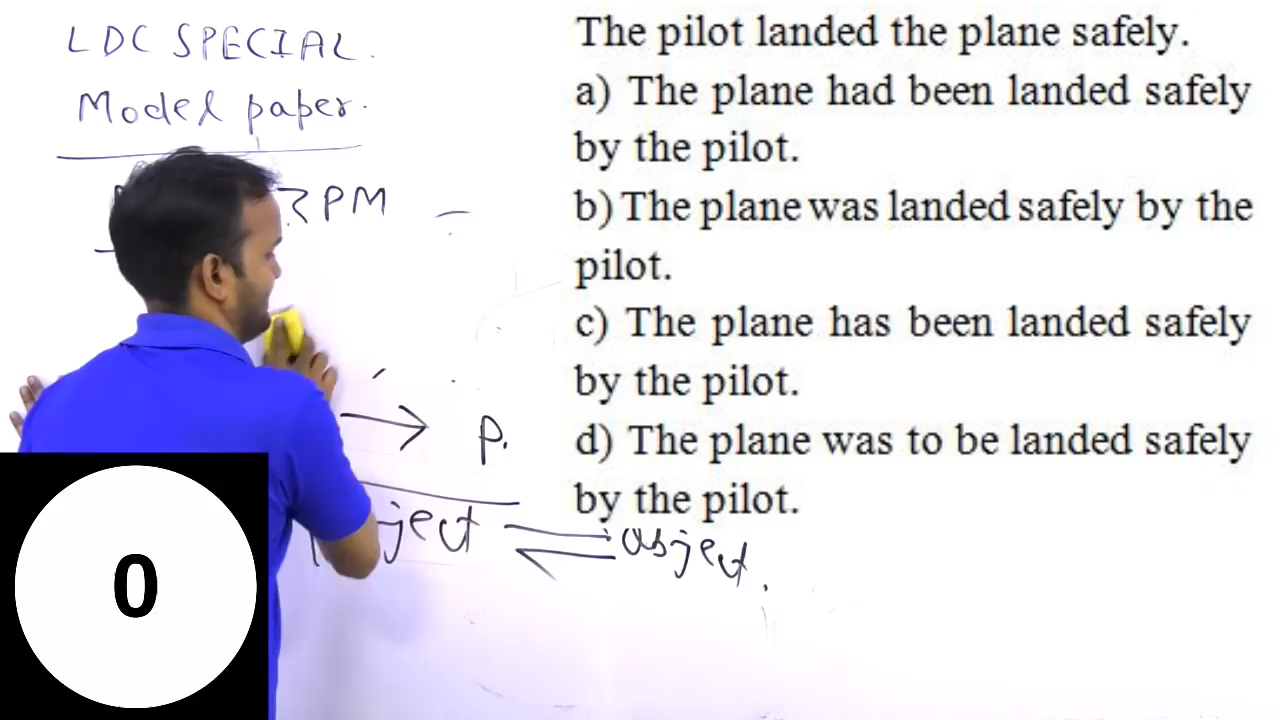 LDC SPECIAL.
Model paper.
PM
The pilot landed the plane safely.
a) The plane had been landed safely
by the pilot.
b) The plane was landed safely by the
pilot.
c) The plane has been landed safely
by the pilot.
d) The plane was to be landed safely
by the pilot.
p.
object.
0